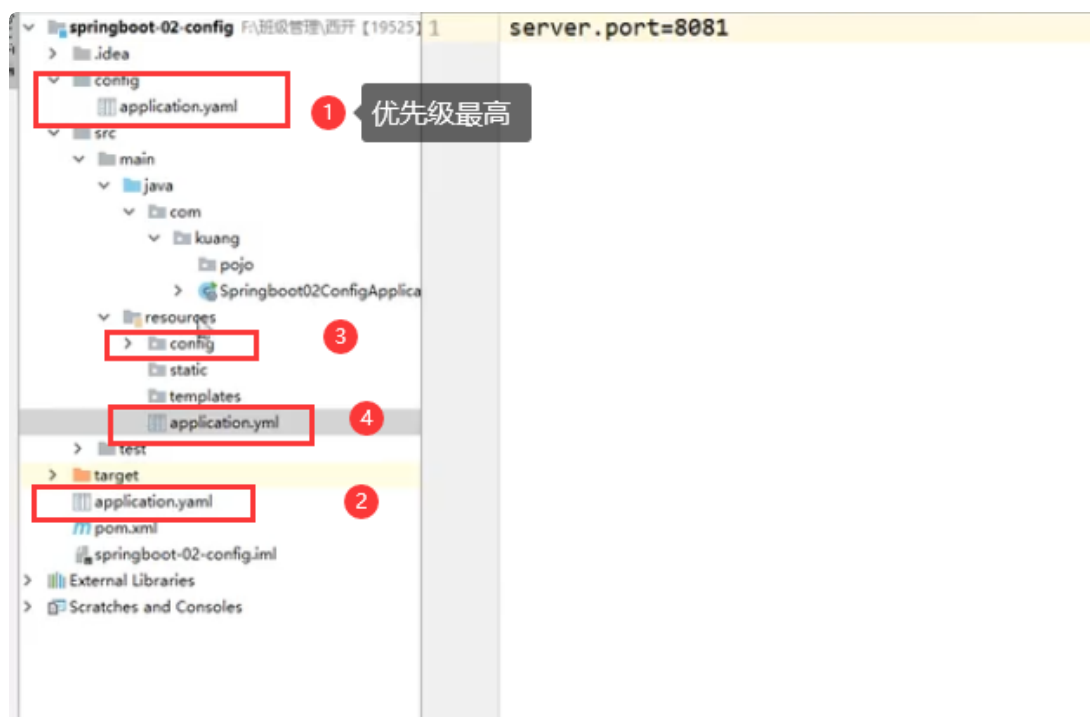 springboot-02-config F:\班级管理\西开【19525】
.idea
config
application.yaml
1 优先级最高
src
main
java
com
kuang
pojo
Springboot02ConfigApplica
resources
config
3
static
templates
application.yml
4
test
target
application.yaml
2
pom.xml
springboot-02-config.iml
External Libraries
Scratches and Consoles
1 server.port=8081